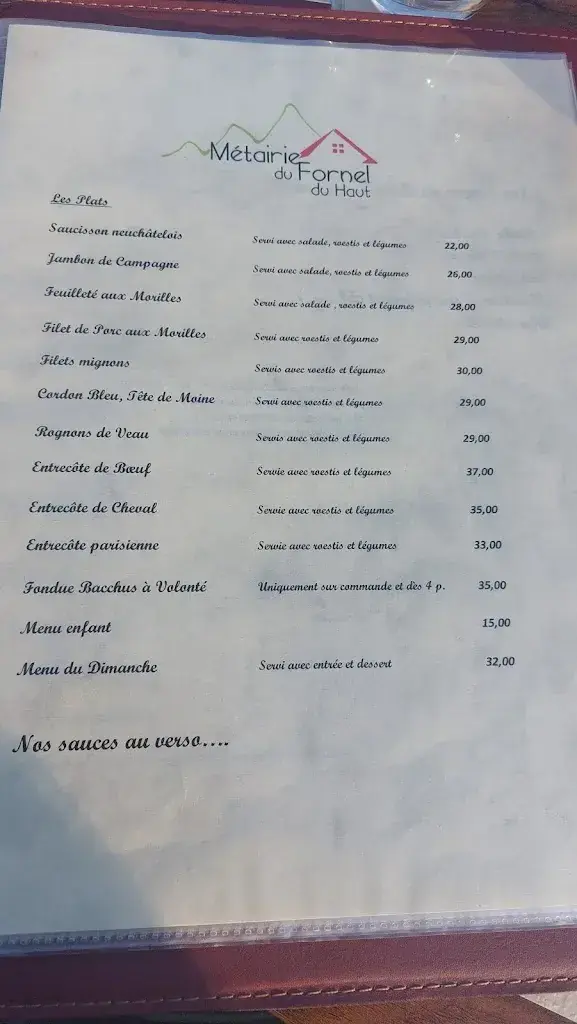 Métairie
du Fornel
du Haut
Les Plats
Saucisson neuchâtelois Servi avec salade, roestis et légumes 22,00
Jambon de Campagne Servi avec salade, roestis et légumes 26,00
Feuilleté aux Morilles Servi avec salade , roestis et légumes 28,00
Filet de Porc aux Morilles Servi avec roestis et légumes 29,00
Filets mignons Servis avec roestis et légumes 30,00
Cordon Bleu, Tête de Moine Servi avec roestis et légumes 29,00
Rognons de Veau Servis avec roestis et légumes 29,00
Entrecôte de Bœuf Servie avec roestis et légumes 37,00
Entrecôte de Cheval Servie avec roestis et légumes 35,00
Entrecôte parisienne Servie avec roestis et légumes 33,00
Fondue Bacchus à Volonté Uniquement sur commande et dès 4 p. 35,00
Menu enfant 15,00
Menu du Dimanche Servi avec entrée et dessert 32,00
Nos sauces au verso....